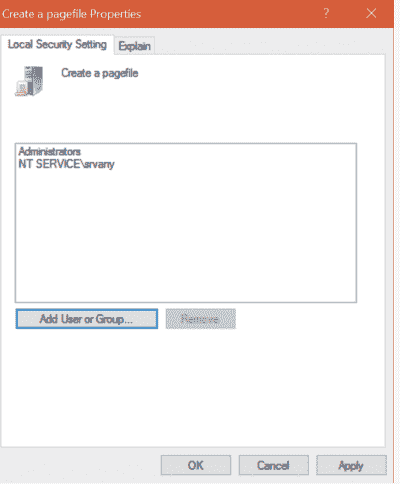 Create a pagefile Properties
Local Security Setting
Explain
Create a pagefile
Administrators
NT SERVICE\srvany
Add User or Group...
Remove
OK
Cancel
Apply